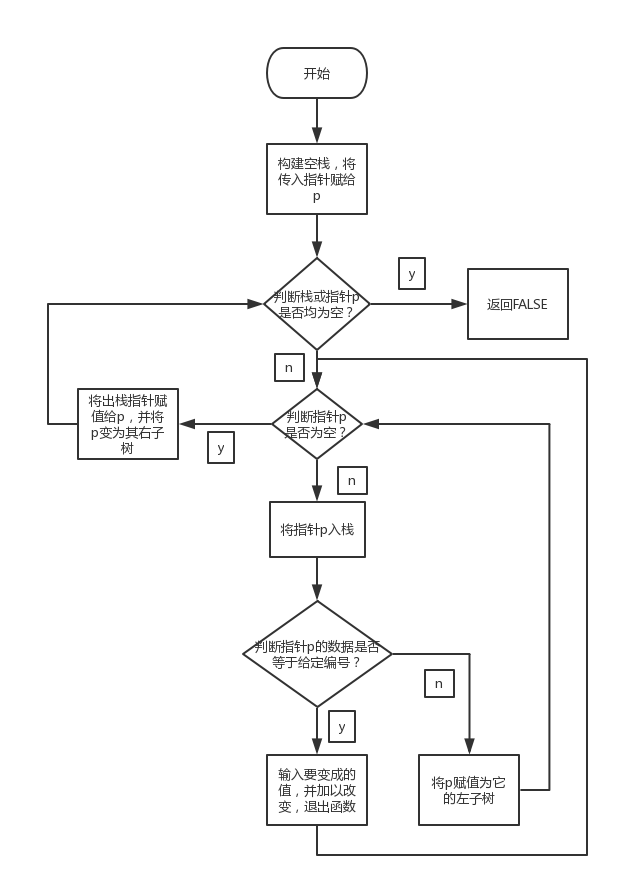 开始
构建空栈，将
传入指针赋给
p
判断栈或指针p
是否均为空？
y
返回FALSE
n
将出栈指针赋
值给p，并将
p变为其右子
树
判断指针p
是否为空？
y
n
将指针p入栈
判断指针p的数据是否
等于给定编号？
n
y
输入要变成的
值，并加以改
变，退出函数
将p赋值为它
的左子树